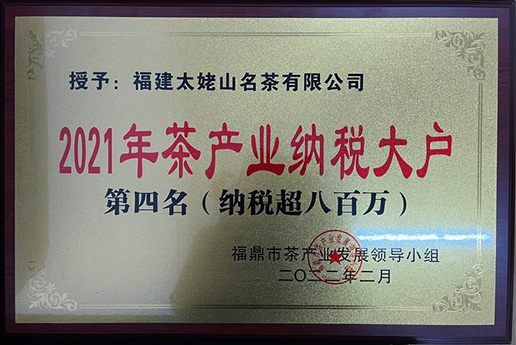 授予：福建太姥山名茶有限公司
2021年茶产业纳税大户
第四名（纳税超八百万）
福鼎市茶产业发展领导小组
二〇二二年二月